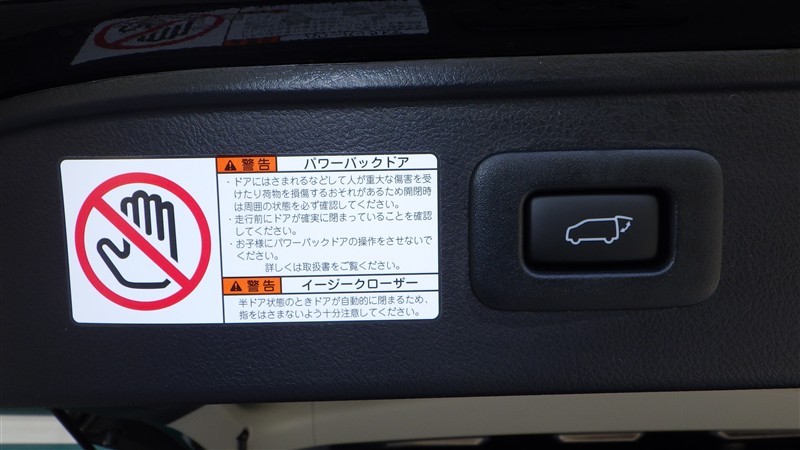 警告 パワーバックドア
・ドアにはさまれるなどして人が重大な傷害を受
けたり荷物を損傷するおそれがあるため開閉時
は周囲の状態を必ず確認してください。
・走行前にドアが確実に閉まっていることを確認
してください。
・お子様にパワーバックドアの操作をさせないで
ください。
詳しくは取扱書をご覧ください。
警告 イージークローザー
半ドア状態のときドアが自動的に閉まるため、
指をはさまないよう十分注意してください。